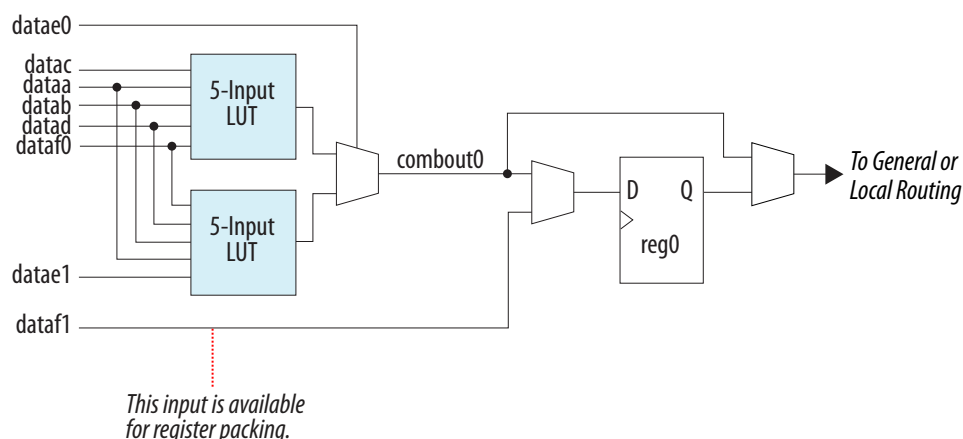 datae0
datac
dataa
datab
datad
dataf0
5-Input
LUT
5-Input
LUT
datae1
dataf1
combout0
D Q
reg0
To General or
Local Routing
This input is available
for register packing.